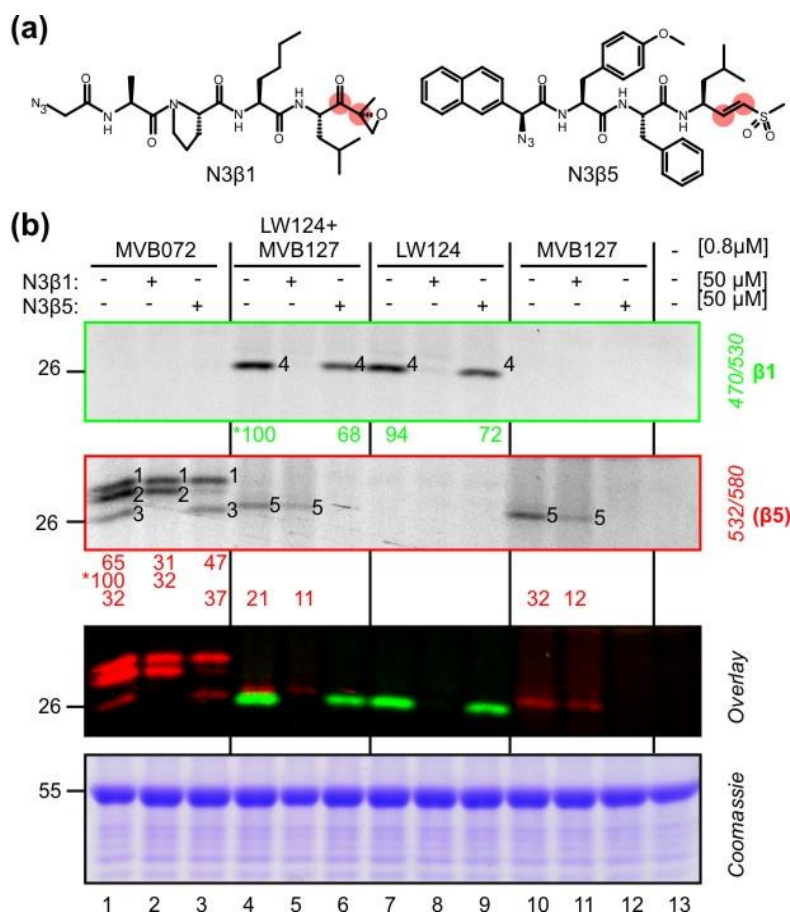 (a)
N3
O
N
H
O
N
O
H
N
O
N
H
O
O
O
H
N
N3
O
N
H
O
H
N
O
N
H
S
O
O
N3β1
N3β5
(b)
LW124+
MVB072 MVB127 LW124 MVB127 - [0.8µM]
N3β1: - + - - + - - + - - + - - [50 µM]
N3β5: - - + - - + - - + - - + - [50 µM]
26 4 4 4 4 470/530 β1
*100 68 94 72
1 1 1
2 2
26 3 3 5 5 5 5 532/580 (β5)
65 31 47
*100 32
32 37 21 11 32 12
26 Overlay
55 Coomassie
1 2 3 4 5 6 7 8 9 10 11 12 13